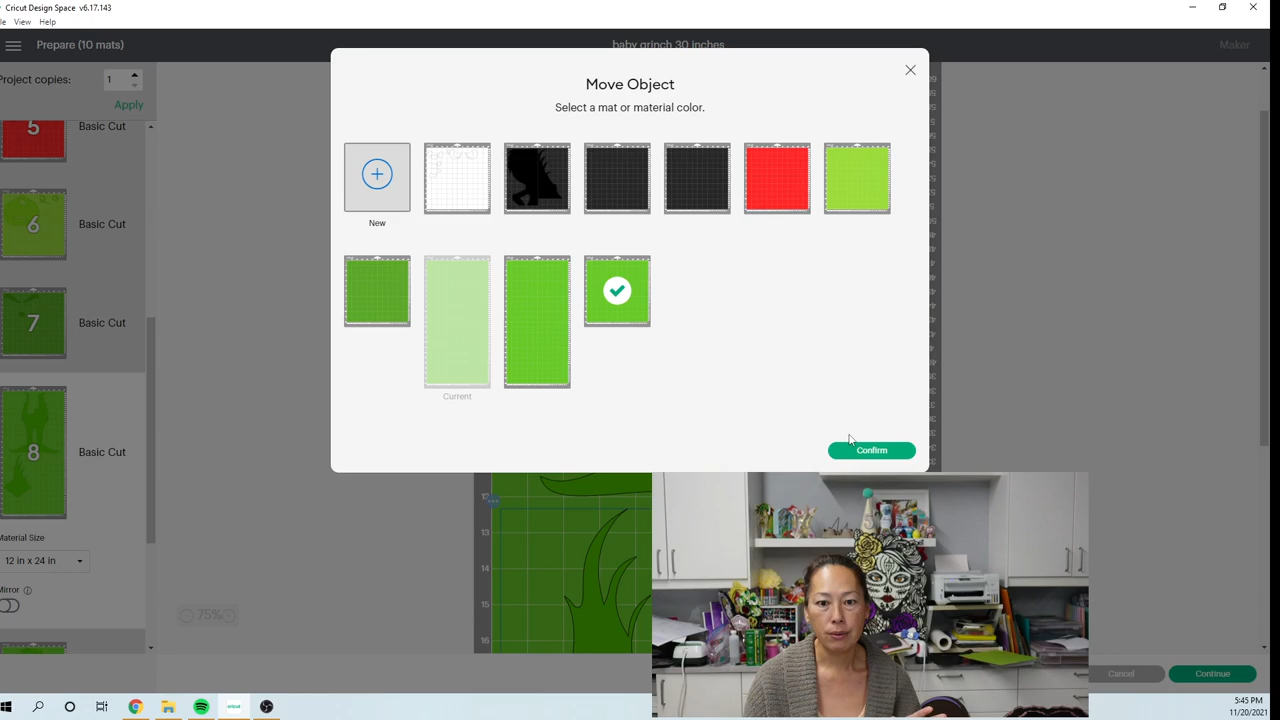 Cricut Design Space v6.17.143
View Help
Prepare (10 mats)
baby grinch 30 inches
Maker
Project copies:
1
Apply
5
Basic Cut
6
Basic Cut
7
Basic Cut
8
Basic Cut
Material Size
12 in x 24 in
Mirror
75%
Move Object
Select a mat or material color.
New
Current
Confirm
12
13
14
15
16
Cancel
Continue
cricut
5:45 PM
11/20/2021